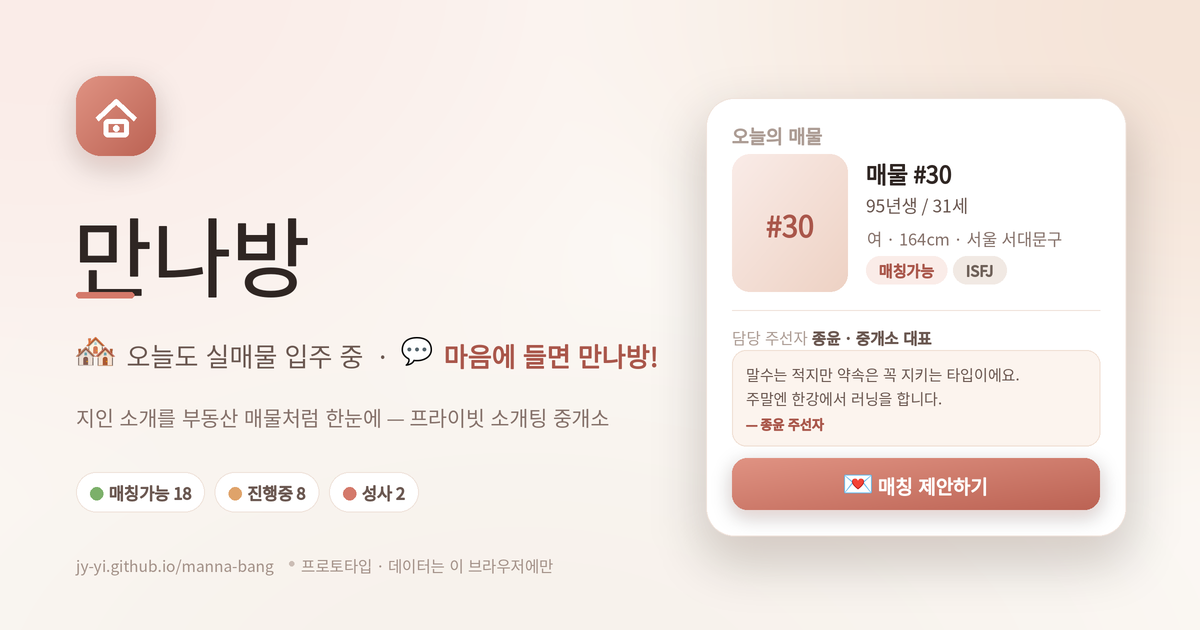 만나방
🏘️ 오늘도 실매물 입주 중 · 💬 마음에 들면 만나방!
지인 소개를 부동산 매물처럼 한눈에 — 프라이빗 소개팅 중개소
매칭가능 18 진행중 8 성사 2
jy-yi.github.io/manna-bang • 프로토타입 · 데이터는 이 브라우저에만
오늘의 매물
#30
매물 #30
95년생 / 31세
여 · 164cm · 서울 서대문구
매칭가능 ISFJ
담당 주선자 종윤 · 중개소 대표
말수는 적지만 약속은 꼭 지키는 타입이에요.
주말엔 한강에서 러닝을 합니다.
— 종윤 주선자
💌 매칭 제안하기